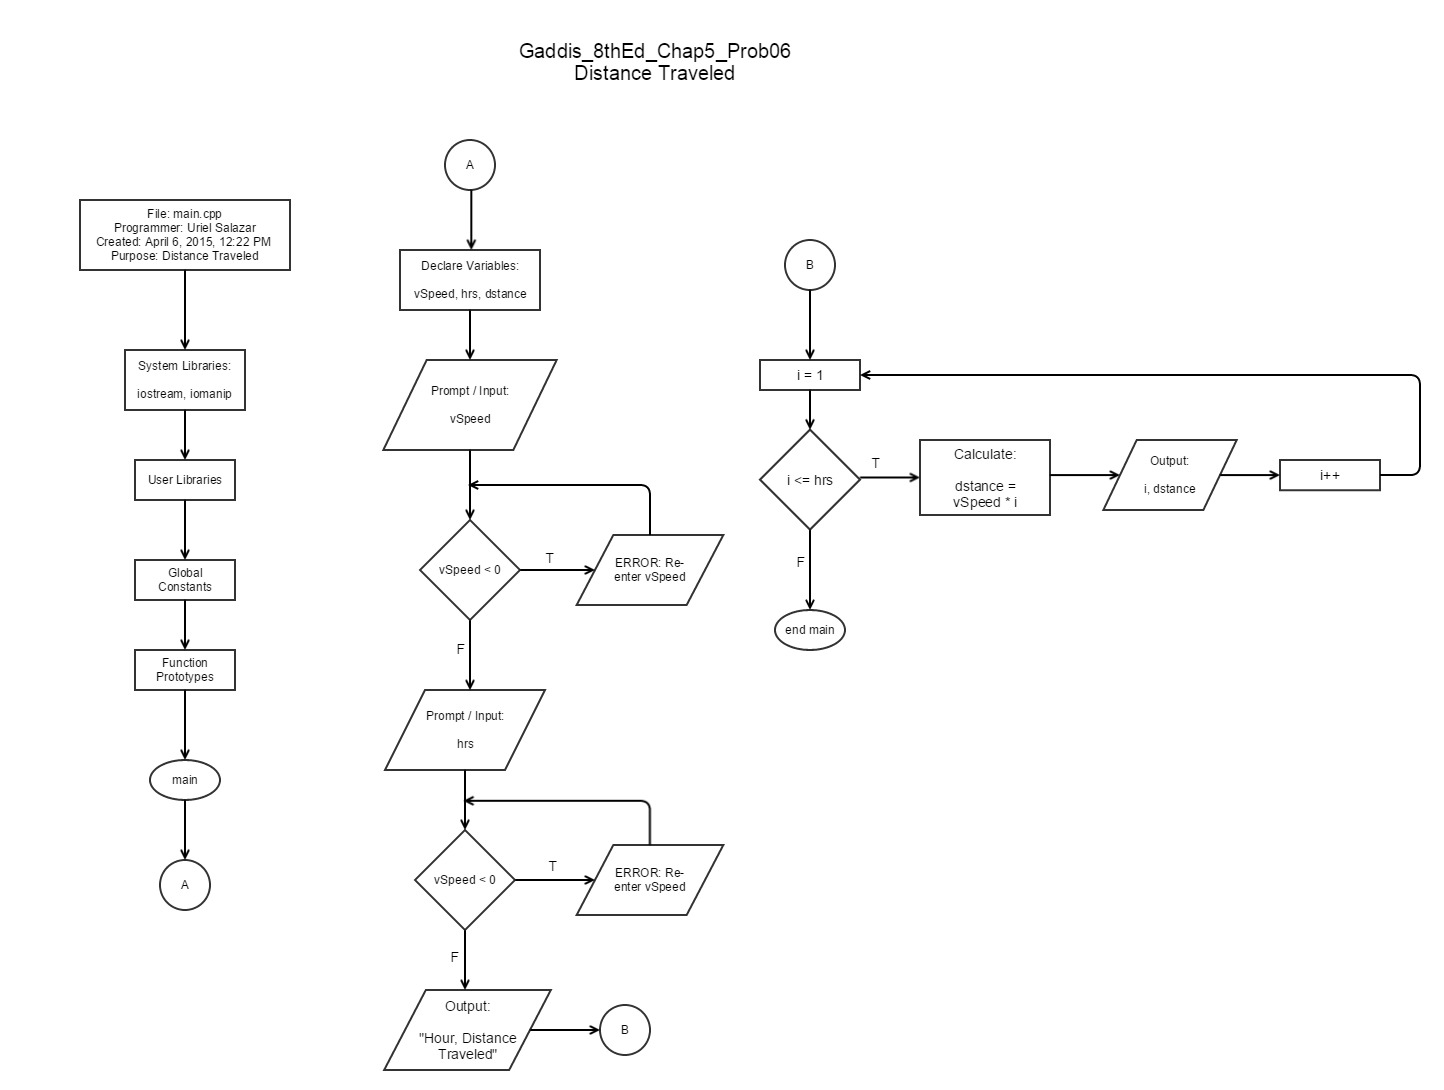 Gaddis_8thEd_Chap5_Prob06
Distance Traveled
File: main.cpp
Programmer: Uriel Salazar
Created: April 6, 2015, 12:22 PM
Purpose: Distance Traveled
System Libraries:
iostream, iomanip
User Libraries
Global
Constants
Function
Prototypes
main
A
A
Declare Variables:
vSpeed, hrs, dstance
Prompt / Input:
vSpeed
vSpeed < 0
T
ERROR: Re-
enter vSpeed
F
Prompt / Input:
hrs
vSpeed < 0
T
ERROR: Re-
enter vSpeed
F
Output:
"Hour, Distance
Traveled"
B
B
i = 1
i <= hrs
T
Calculate:
dstance =
vSpeed * i
Output:
i, dstance
i++
F
end main